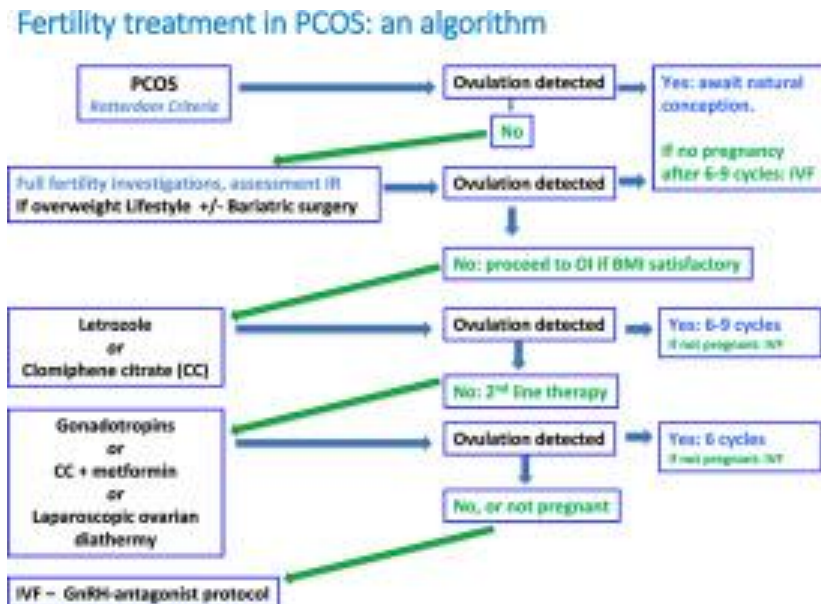 Fertility treatment in PCOS: an algorithm
PCOS
Rotterdam Criteria
Ovulation detected
Yes: await natural
conception.
If no pregnancy
after 6-9 cycles: IVF
No
Full fertility investigations, assessment IR
If overweight Lifestyle +/- Bariatric surgery
Ovulation detected
No: proceed to OI if BMI satisfactory
Letrozole
or
Clomiphene citrate (CC)
Ovulation detected
Yes: 6-9 cycles
If not pregnant: IVF
No: 2nd line therapy
Gonadotropins
or
CC + metformin
or
Laparoscopic ovarian
diathermy
Ovulation detected
Yes: 6 cycles
If not pregnant: IVF
No, or not pregnant
IVF – GnRH-antagonist protocol